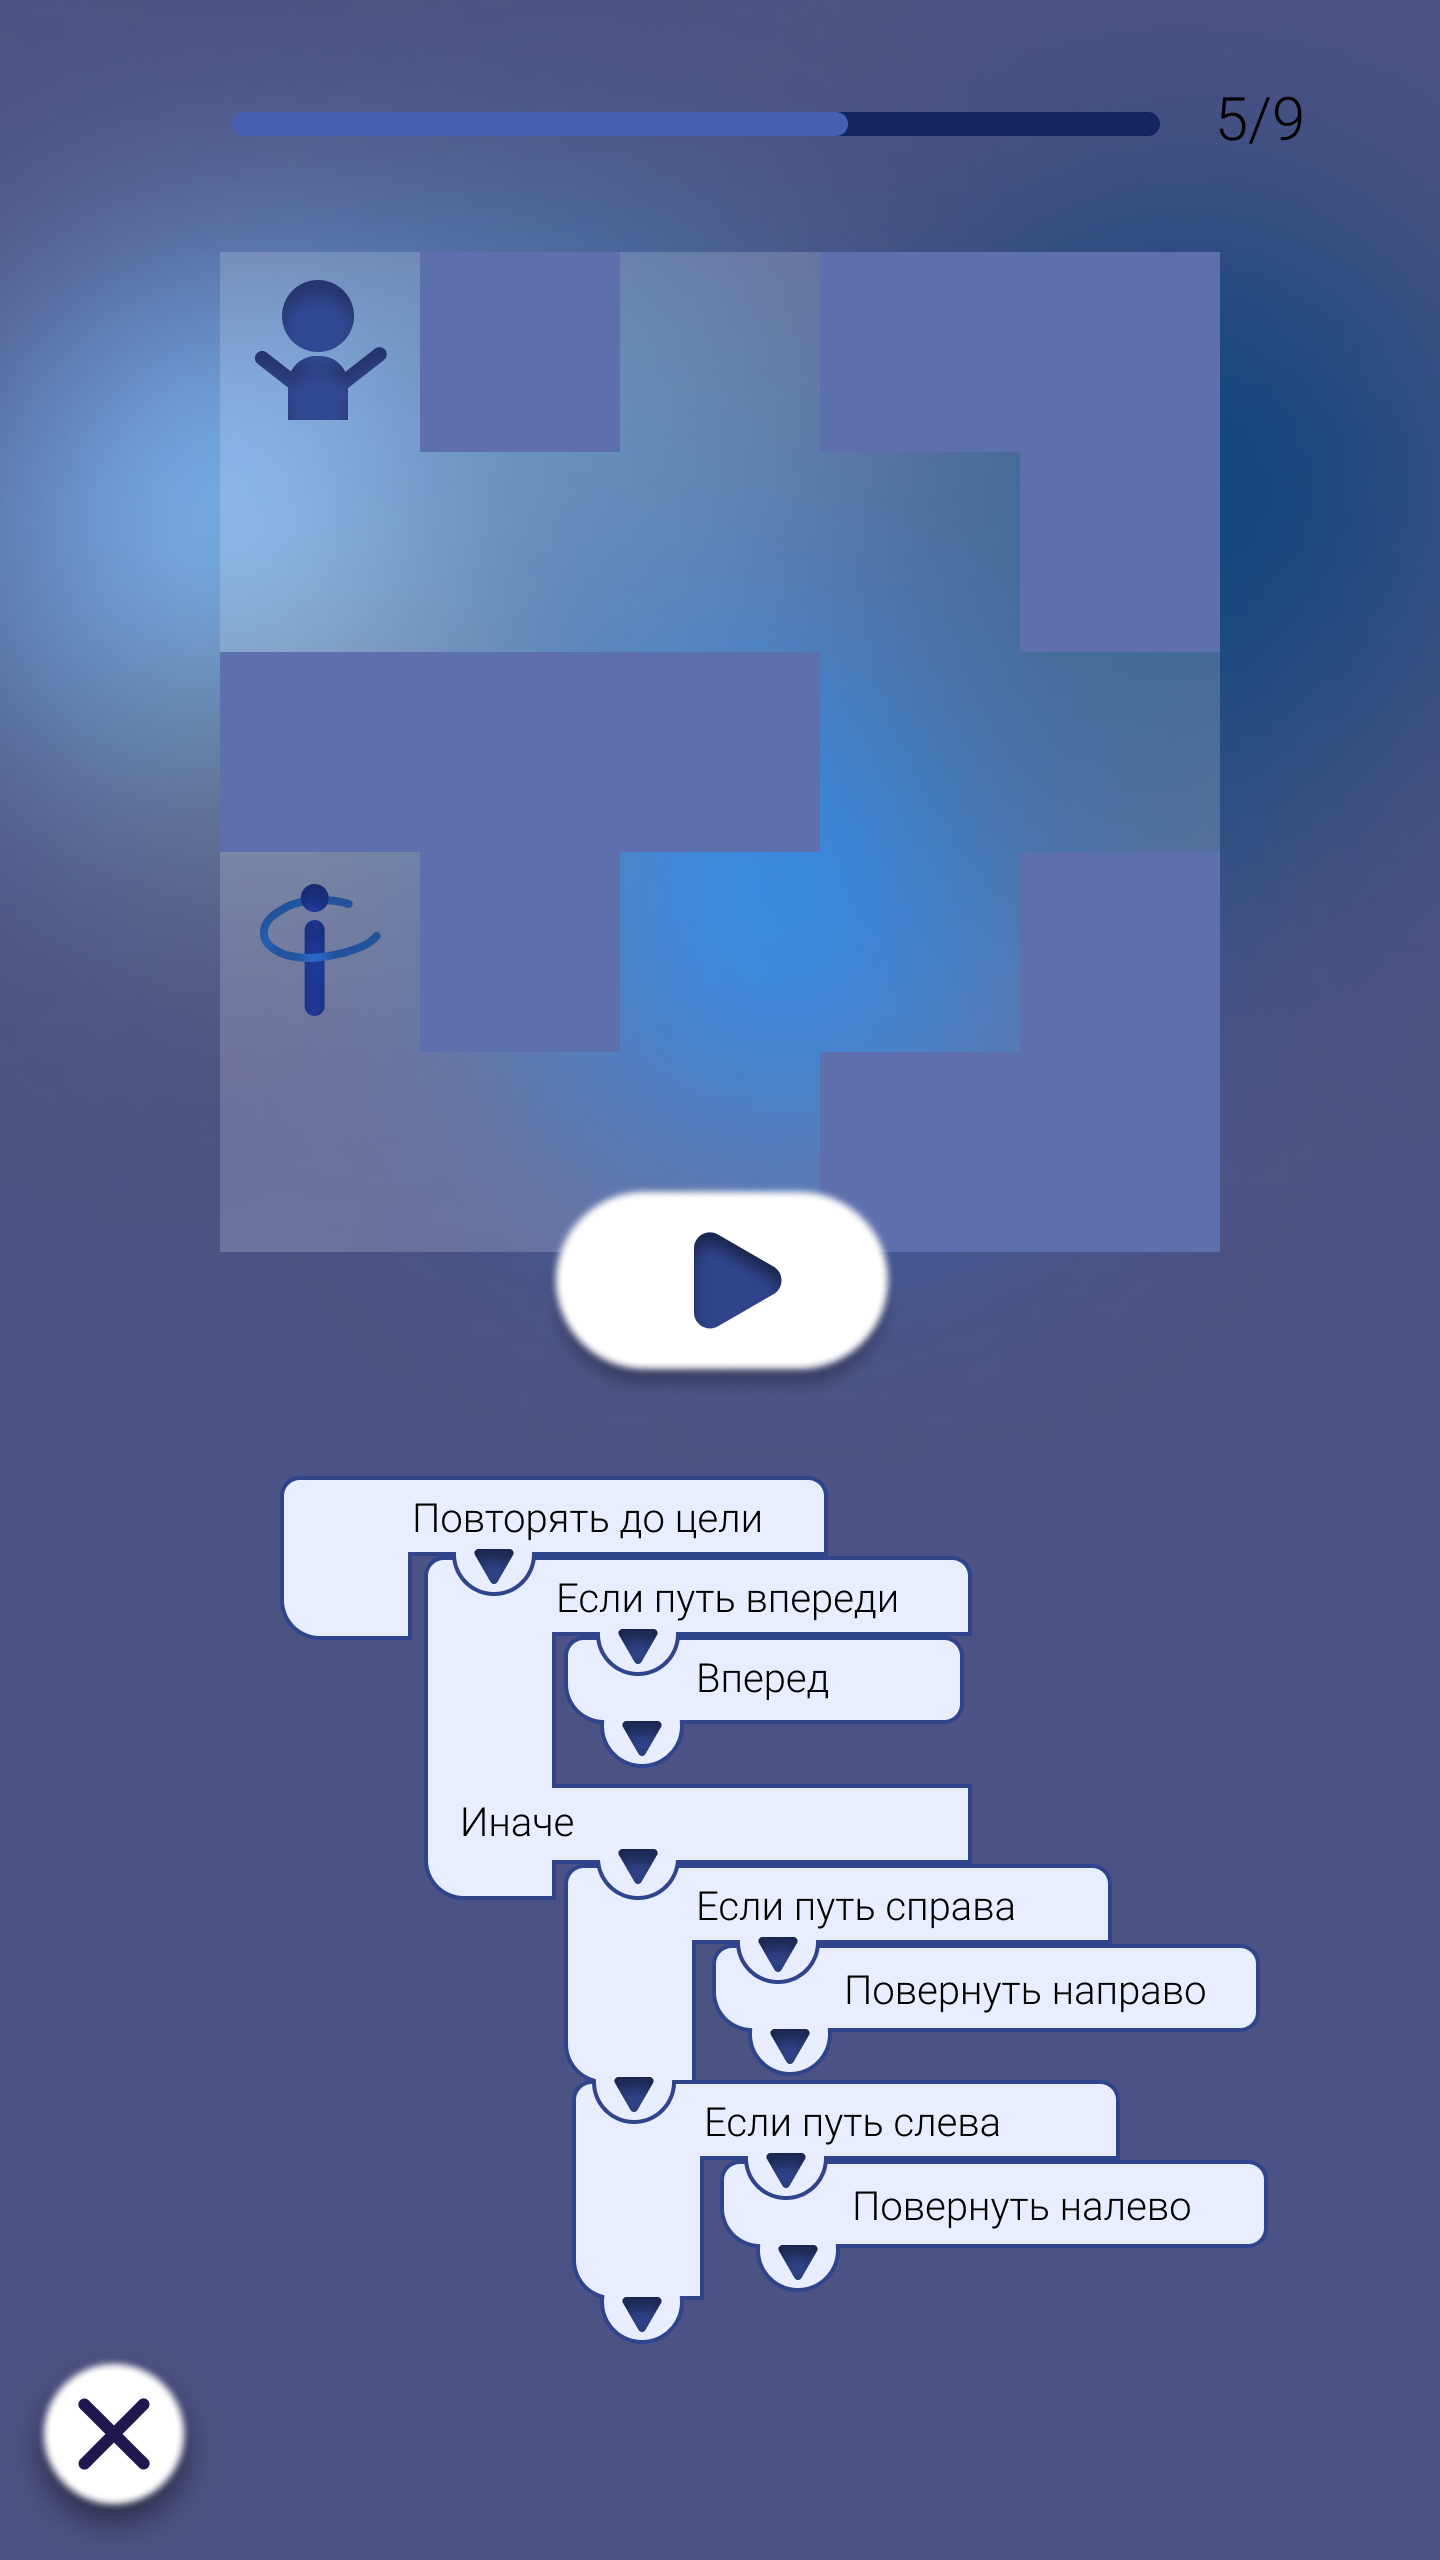 5/9
Повторять до цели
Если путь впереди
Вперед
Иначе
Если путь справа
Повернуть направо
Если путь слева
Повернуть налево